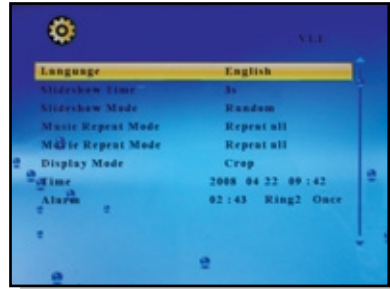 V1.1
Language English
Slideshow Time 3s
Slideshow Mode Random
Music Repeat Mode Repeat all
Movie Repeat Mode Repeat all
Display Mode Crop
Time 2008 04 22 09:42
Alarm 02:43 Ring2 Once